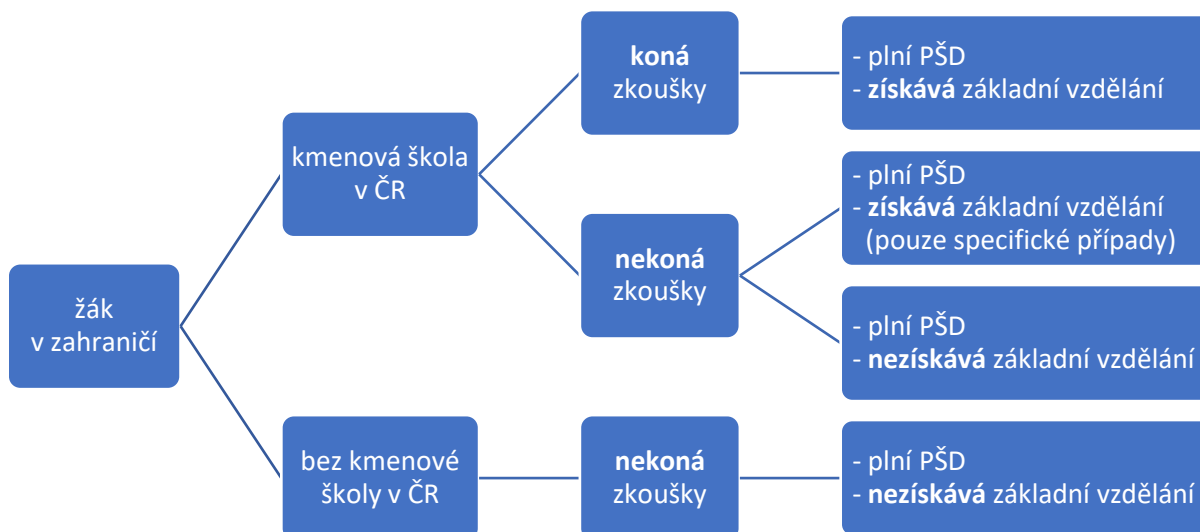 žák
v zahraničí
kmenová škola
v ČR
koná
zkoušky
- plní PŠD
- získává základní vzdělání
nekoná
zkoušky
- plní PŠD
- získává základní vzdělání
(pouze specifické případy)
- plní PŠD
- nezískává základní vzdělání
bez kmenové
školy v ČR
nekoná
zkoušky
- plní PŠD
- nezískává základní vzdělání